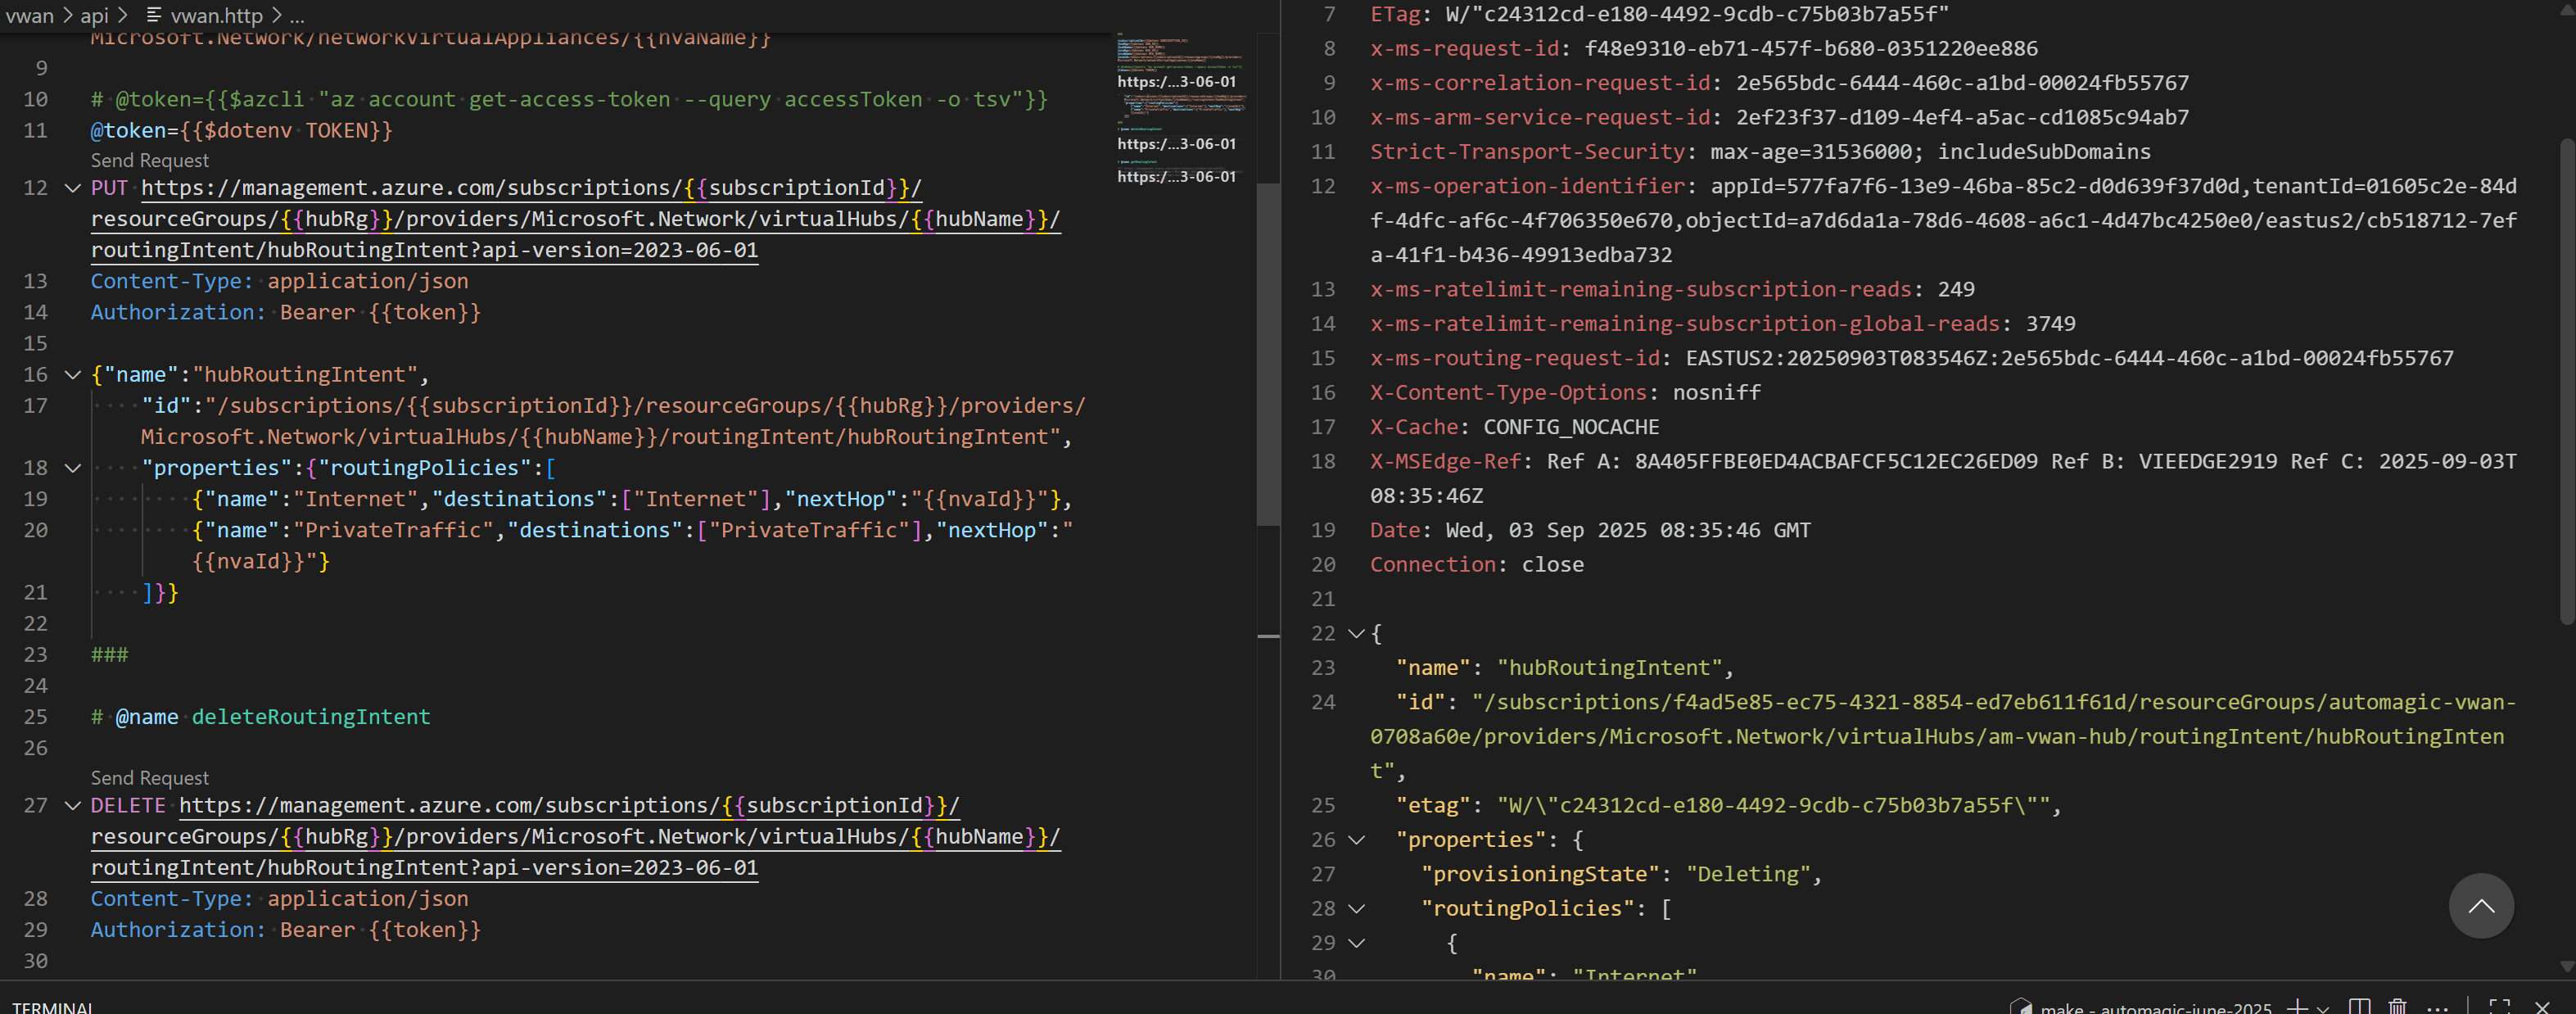 vwan > api > vwan.http > ...
Microsoft.Network/networkVirtualAppliances/{{nvaName}}
9
10 # @token={{$azcli "az account get-access-token --query accessToken -o tsv"}}
11 @token={{$dotenv TOKEN}}
Send Request
12 PUT https://management.azure.com/subscriptions/{{subscriptionId}}/
resourceGroups/{{hubRg}}/providers/Microsoft.Network/virtualHubs/{{hubName}}/
routingIntent/hubRoutingIntent?api-version=2023-06-01
13 Content-Type: application/json
14 Authorization: Bearer {{token}}
15
16 {"name":"hubRoutingIntent",
17 "id":"/subscriptions/{{subscriptionId}}/resourceGroups/{{hubRg}}/providers/
Microsoft.Network/virtualHubs/{{hubName}}/routingIntent/hubRoutingIntent",
18 "properties":{"routingPolicies":[
19 {"name":"Internet","destinations":["Internet"],"nextHop":"{{nvaId}}"},
20 {"name":"PrivateTraffic","destinations":["PrivateTraffic"],"nextHop":"
{{nvaId}}"}
21 ]}}
22
23 ###
24
25 # @name deleteRoutingIntent
26
Send Request
27 DELETE https://management.azure.com/subscriptions/{{subscriptionId}}/
resourceGroups/{{hubRg}}/providers/Microsoft.Network/virtualHubs/{{hubName}}/
routingIntent/hubRoutingIntent?api-version=2023-06-01
28 Content-Type: application/json
29 Authorization: Bearer {{token}}
30
https:/...3-06-01
https:/...3-06-01
https:/...3-06-01
7 ETag: W/"c24312cd-e180-4492-9cdb-c75b03b7a55f"
8 x-ms-request-id: f48e9310-eb71-457f-b680-0351220ee886
9 x-ms-correlation-request-id: 2e565bdc-6444-460c-a1bd-00024fb55767
10 x-ms-arm-service-request-id: 2ef23f37-d109-4ef4-a5ac-cd1085c94ab7
11 Strict-Transport-Security: max-age=31536000; includeSubDomains
12 x-ms-operation-identifier: appId=577fa7f6-13e9-46ba-85c2-d0d639f37d0d,tenantId=01605c2e-84d
f-4dfc-af6c-4f706350e670,objectId=a7d6da1a-78d6-4608-a6c1-4d47bc4250e0/eastus2/cb518712-7ef
a-41f1-b436-49913edba732
13 x-ms-ratelimit-remaining-subscription-reads: 249
14 x-ms-ratelimit-remaining-subscription-global-reads: 3749
15 x-ms-routing-request-id: EASTUS2:20250903T083546Z:2e565bdc-6444-460c-a1bd-00024fb55767
16 X-Content-Type-Options: nosniff
17 X-Cache: CONFIG_NOCACHE
18 X-MSEdge-Ref: Ref A: 8A405FFBE0ED4ACBAFCF5C12EC26ED09 Ref B: VIEEDGE2919 Ref C: 2025-09-03T
08:35:46Z
19 Date: Wed, 03 Sep 2025 08:35:46 GMT
20 Connection: close
21
22 {
23 "name": "hubRoutingIntent",
24 "id": "/subscriptions/f4ad5e85-ec75-4321-8854-ed7eb611f61d/resourceGroups/automagic-vwan-
0708a60e/providers/Microsoft.Network/virtualHubs/am-vwan-hub/routingIntent/hubRoutingInten
t",
25 "etag": "W/\"c24312cd-e180-4492-9cdb-c75b03b7a55f\"",
26 "properties": {
27 "provisioningState": "Deleting",
28 "routingPolicies": [
29 {
30 "name": "Internet"
TERMINAL
make - automagic-june-2025